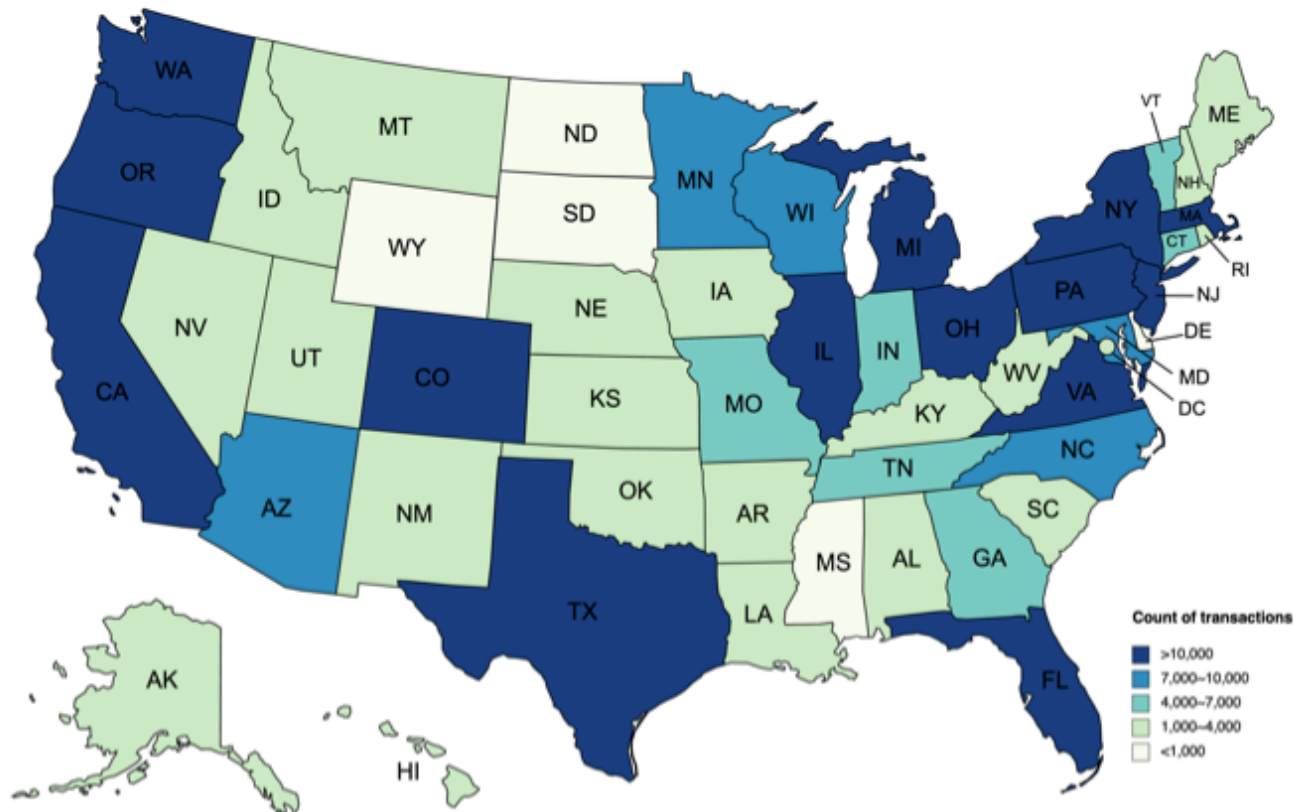 WA
MT
ND
VT
ME
OR
ID
MN
NH
SD
WI
NY
MA
WY
MI
CT
RI
IA
PA
NJ
NE
NV
OH
DE
UT
IL
IN
CO
WV
MD
CA
KS
MO
VA
DC
KY
NC
TN
OK
AZ
NM
AR
SC
MS
AL
GA
TX
LA
Count of transactions
>10,000
AK
7,000~10,000
FL
4,000~7,000
1,000~4,000
HI
<1,000